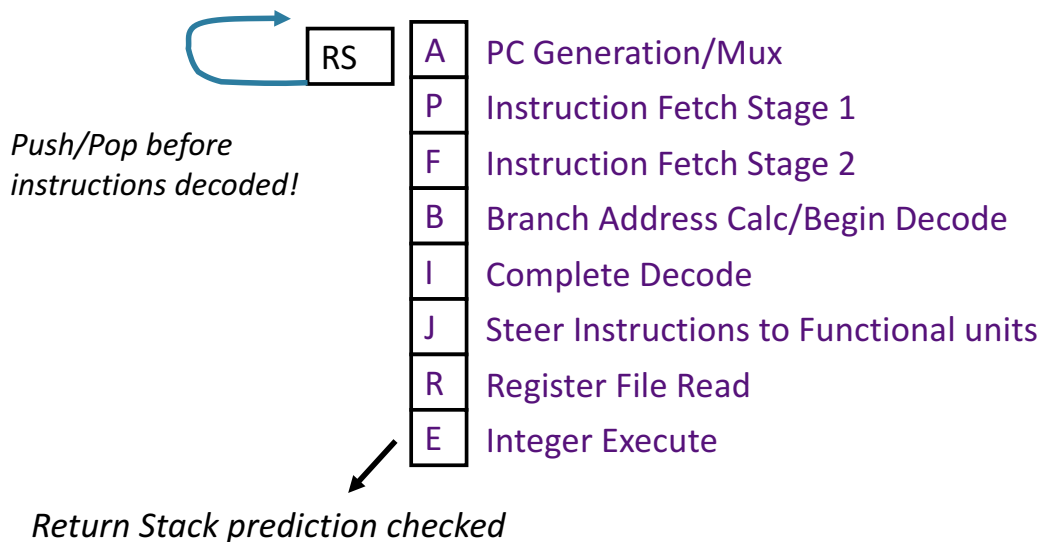 RS
A PC Generation/Mux
P Instruction Fetch Stage 1
Push/Pop before
instructions decoded!
F Instruction Fetch Stage 2
B Branch Address Calc/Begin Decode
I Complete Decode
J Steer Instructions to Functional units
R Register File Read
E Integer Execute
Return Stack prediction checked